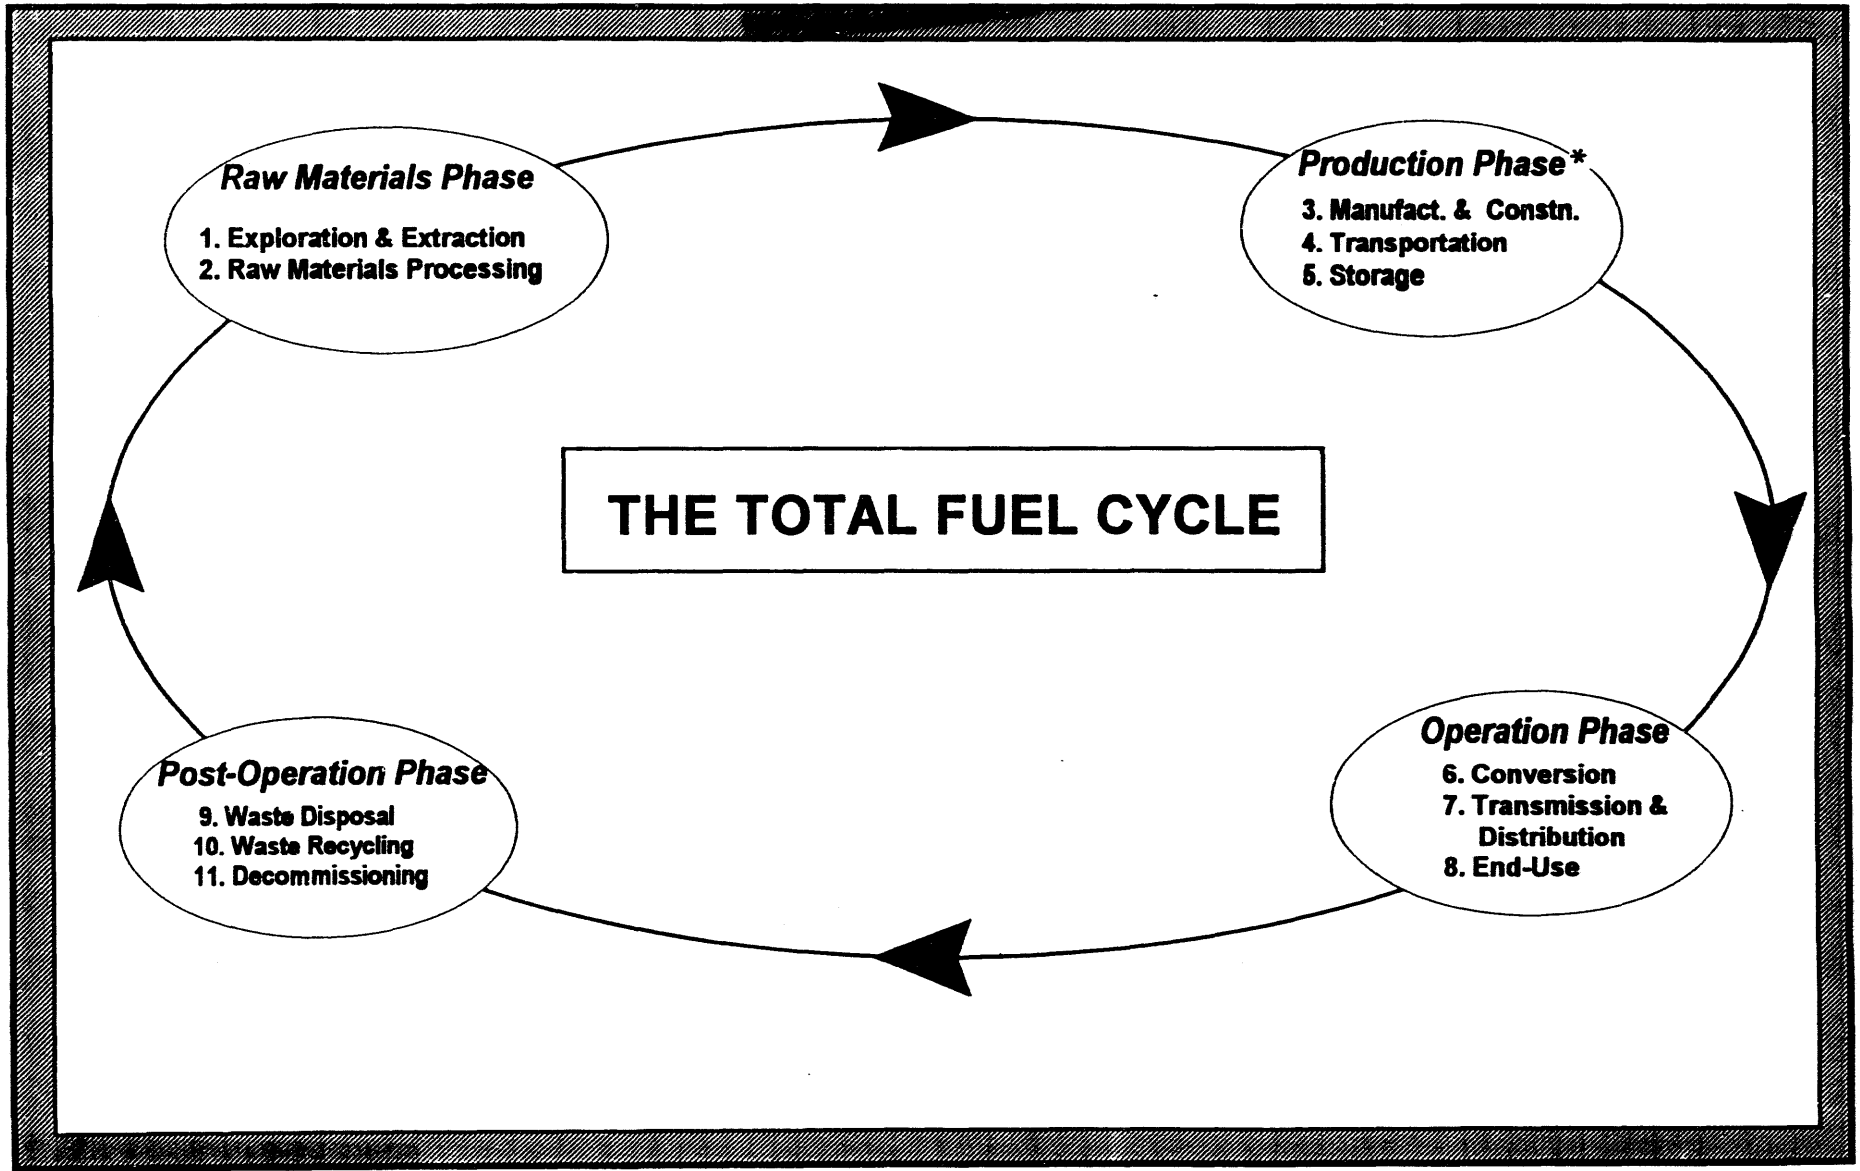 Raw Materials Phase
1. Exploration & Extraction
2. Raw Materials Processing
Production Phase*
3. Manufact. & Constn.
4. Transportation
5. Storage
THE TOTAL FUEL CYCLE
Operation Phase
6. Conversion
7. Transmission &
Distribution
8. End-Use
Post-Operation Phase
9. Waste Disposal
10. Waste Recycling
11. Decommissioning